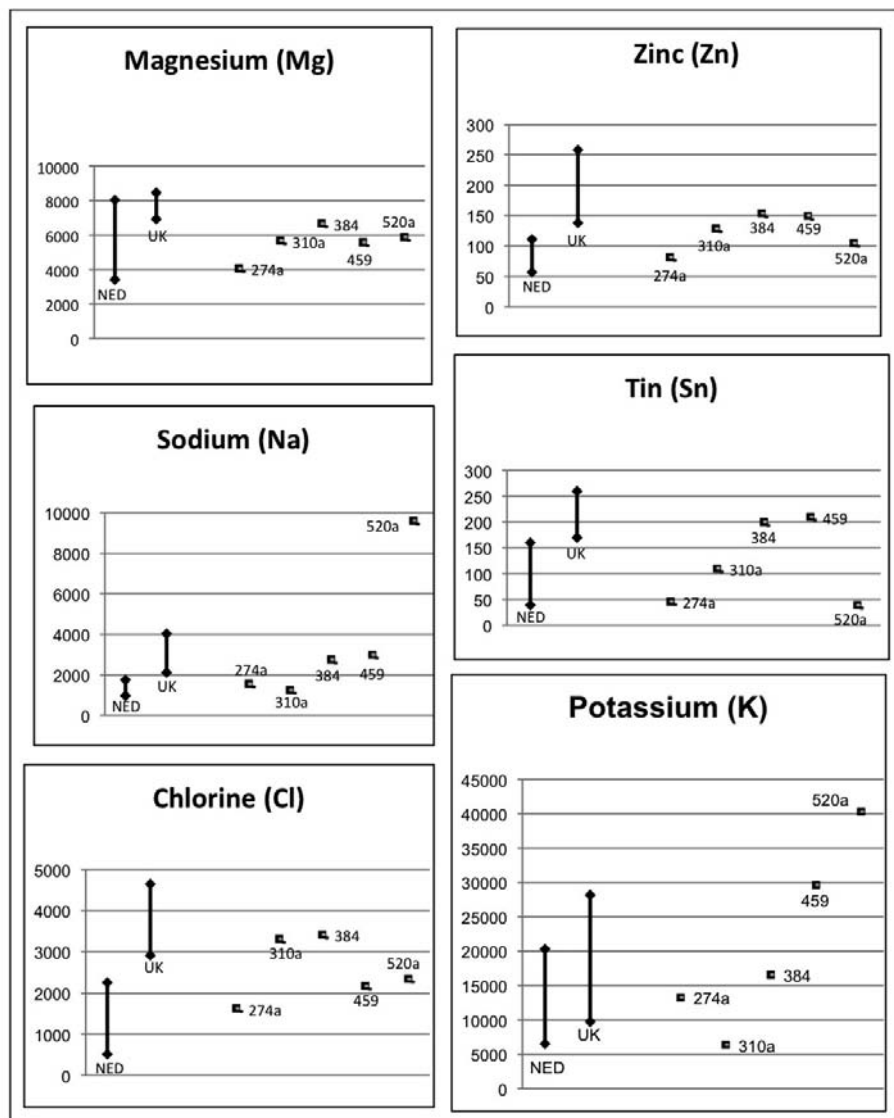 Magnesium (Mg)
10000
8000
6000
4000
2000
0
NED
UK
274a
310a
384
459
520a
Zinc (Zn)
300
250
200
150
100
50
0
NED
UK
274a
310a
384
459
520a
Sodium (Na)
10000
8000
6000
4000
2000
0
NED
UK
274a
310a
384
459
520a
Tin (Sn)
300
250
200
150
100
50
0
NED
UK
274a
310a
384
459
520a
Chlorine (Cl)
5000
4000
3000
2000
1000
0
NED
UK
274a
310a
384
459
520a
Potassium (K)
45000
40000
35000
30000
25000
20000
15000
10000
5000
0
NED
UK
274a
310a
384
459
520a